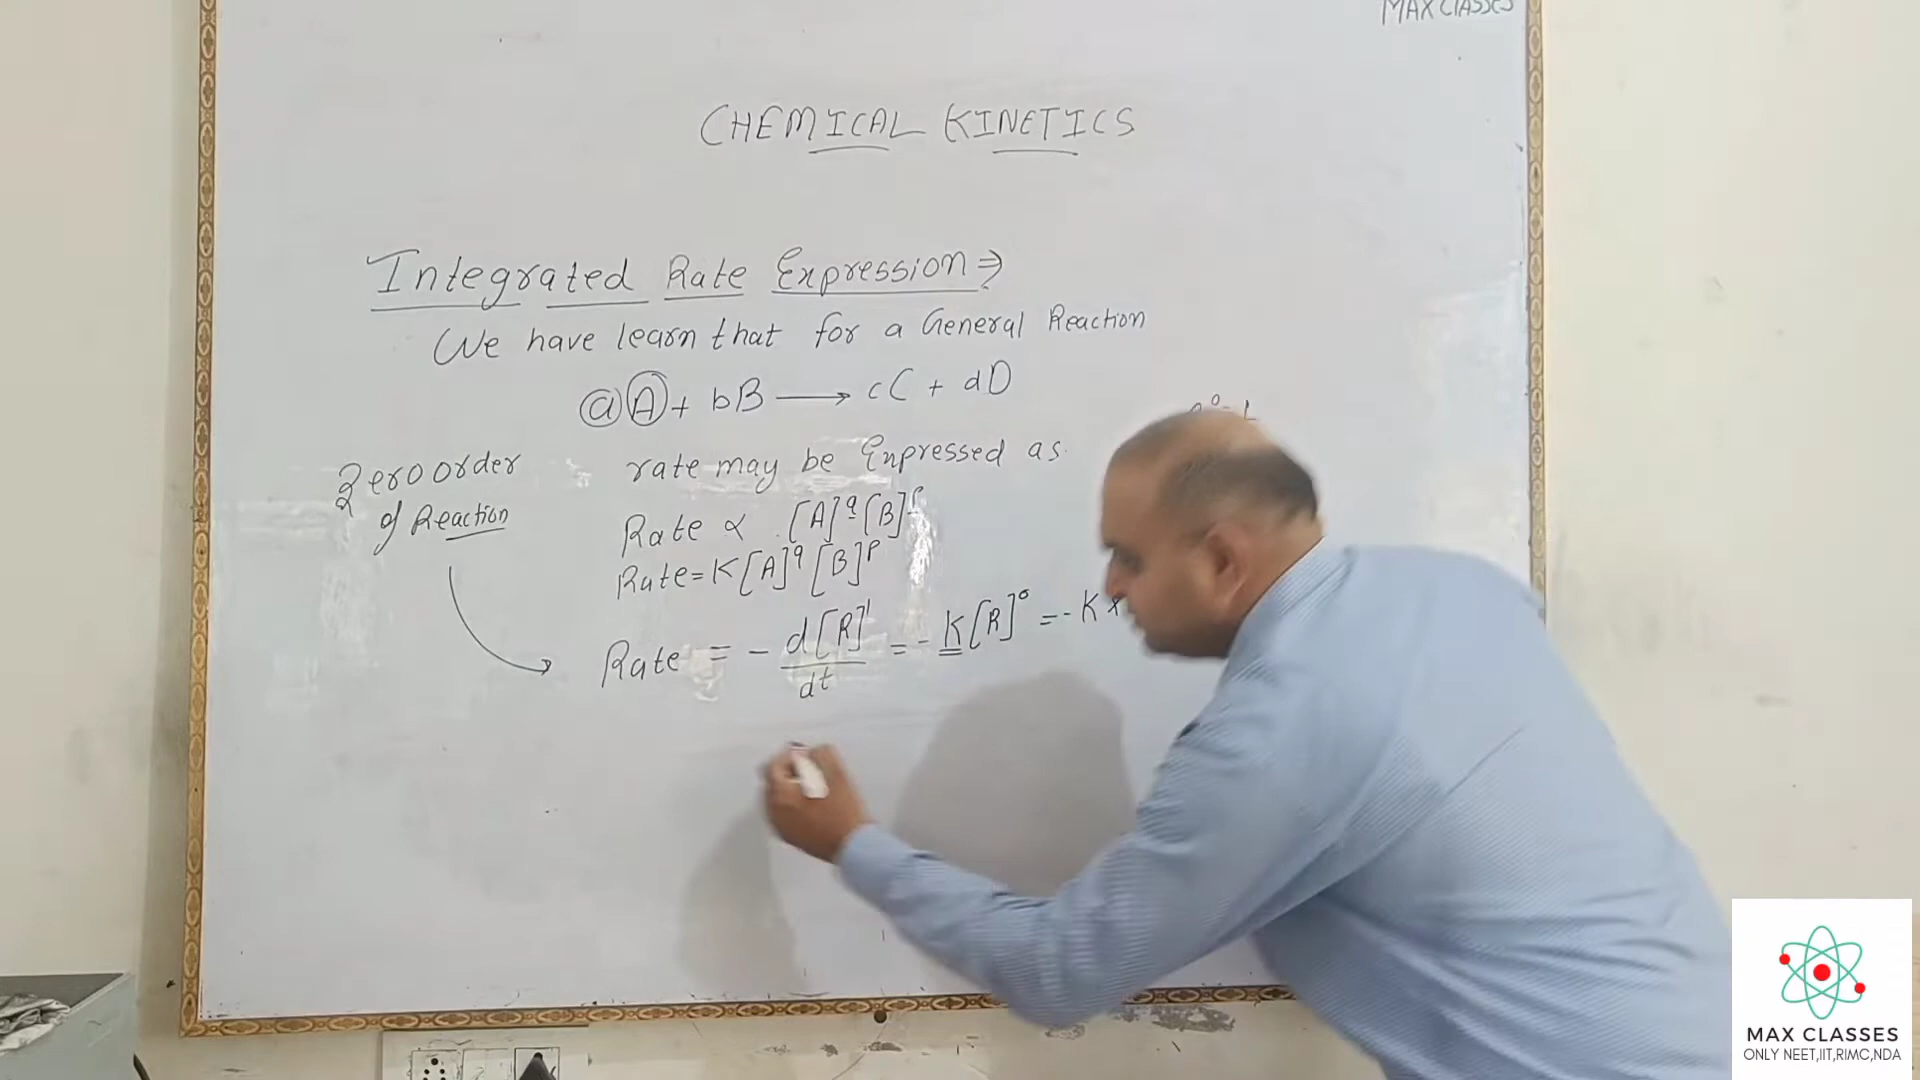 MAX CLASSES
CHEMICAL KINETICS
Integrated Rate Expression ⇒
We have learn that for a General Reaction
aA + bB ⟶ cC + dD
Zero order
of Reaction
rate may be Expressed as
Rate ∝ [A]^q [B]^p
Rate = K[A]^q [B]^p
Rate = - d[R]^1/dt = - K[R]^0 = - K ×
MAX CLASSES
ONLY NEET,IIT,RIMC,NDA